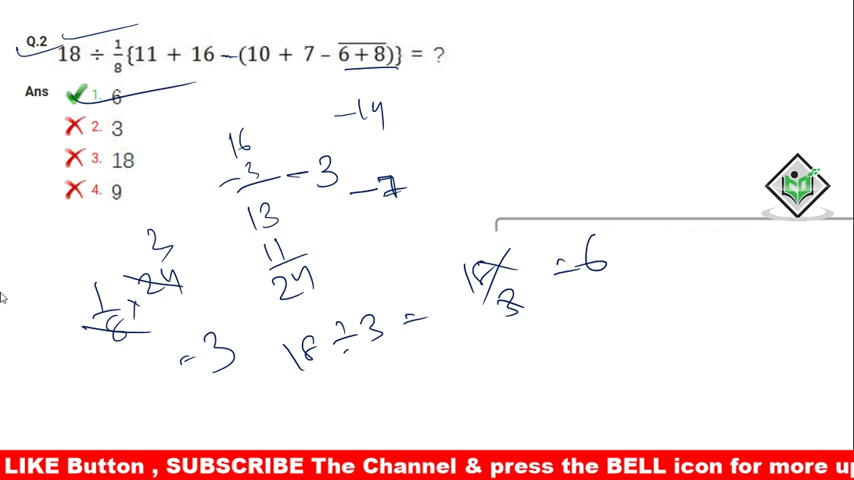 Q.2 18 ÷ 1/8{11 + 16 –(10 + 7 – 6 + 8)} = ?
Ans 1. 6
2. 3
3. 18
4. 9
-14
16
-3 - 3
-7
13
11
24
3
1/8 × 24
= 3
18 ÷ 3 =
18/3 = 6
LIKE Button , SUBSCRIBE The Channel & press the BELL icon for more up